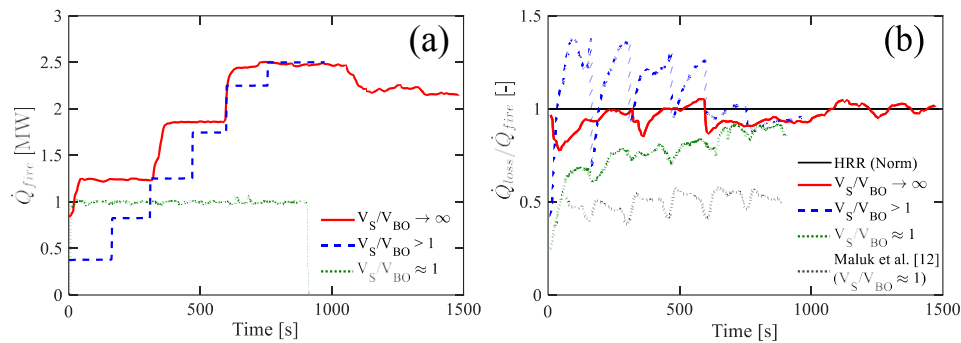 (a)
Q̇fire [MW]
3
2.5
2
1.5
1
0.5
0
0 500 1000 1500
Time [s]
VS/VBO → ∞
VS/VBO > 1
VS/VBO ≈ 1
(b)
Q̇loss/Q̇fire [-]
1.5
1
0.5
0
0 500 1000 1500
Time [s]
HRR (Norm)
VS/VBO → ∞
VS/VBO > 1
VS/VBO ≈ 1
Maluk et al. [12]
(VS/VBO ≈ 1)